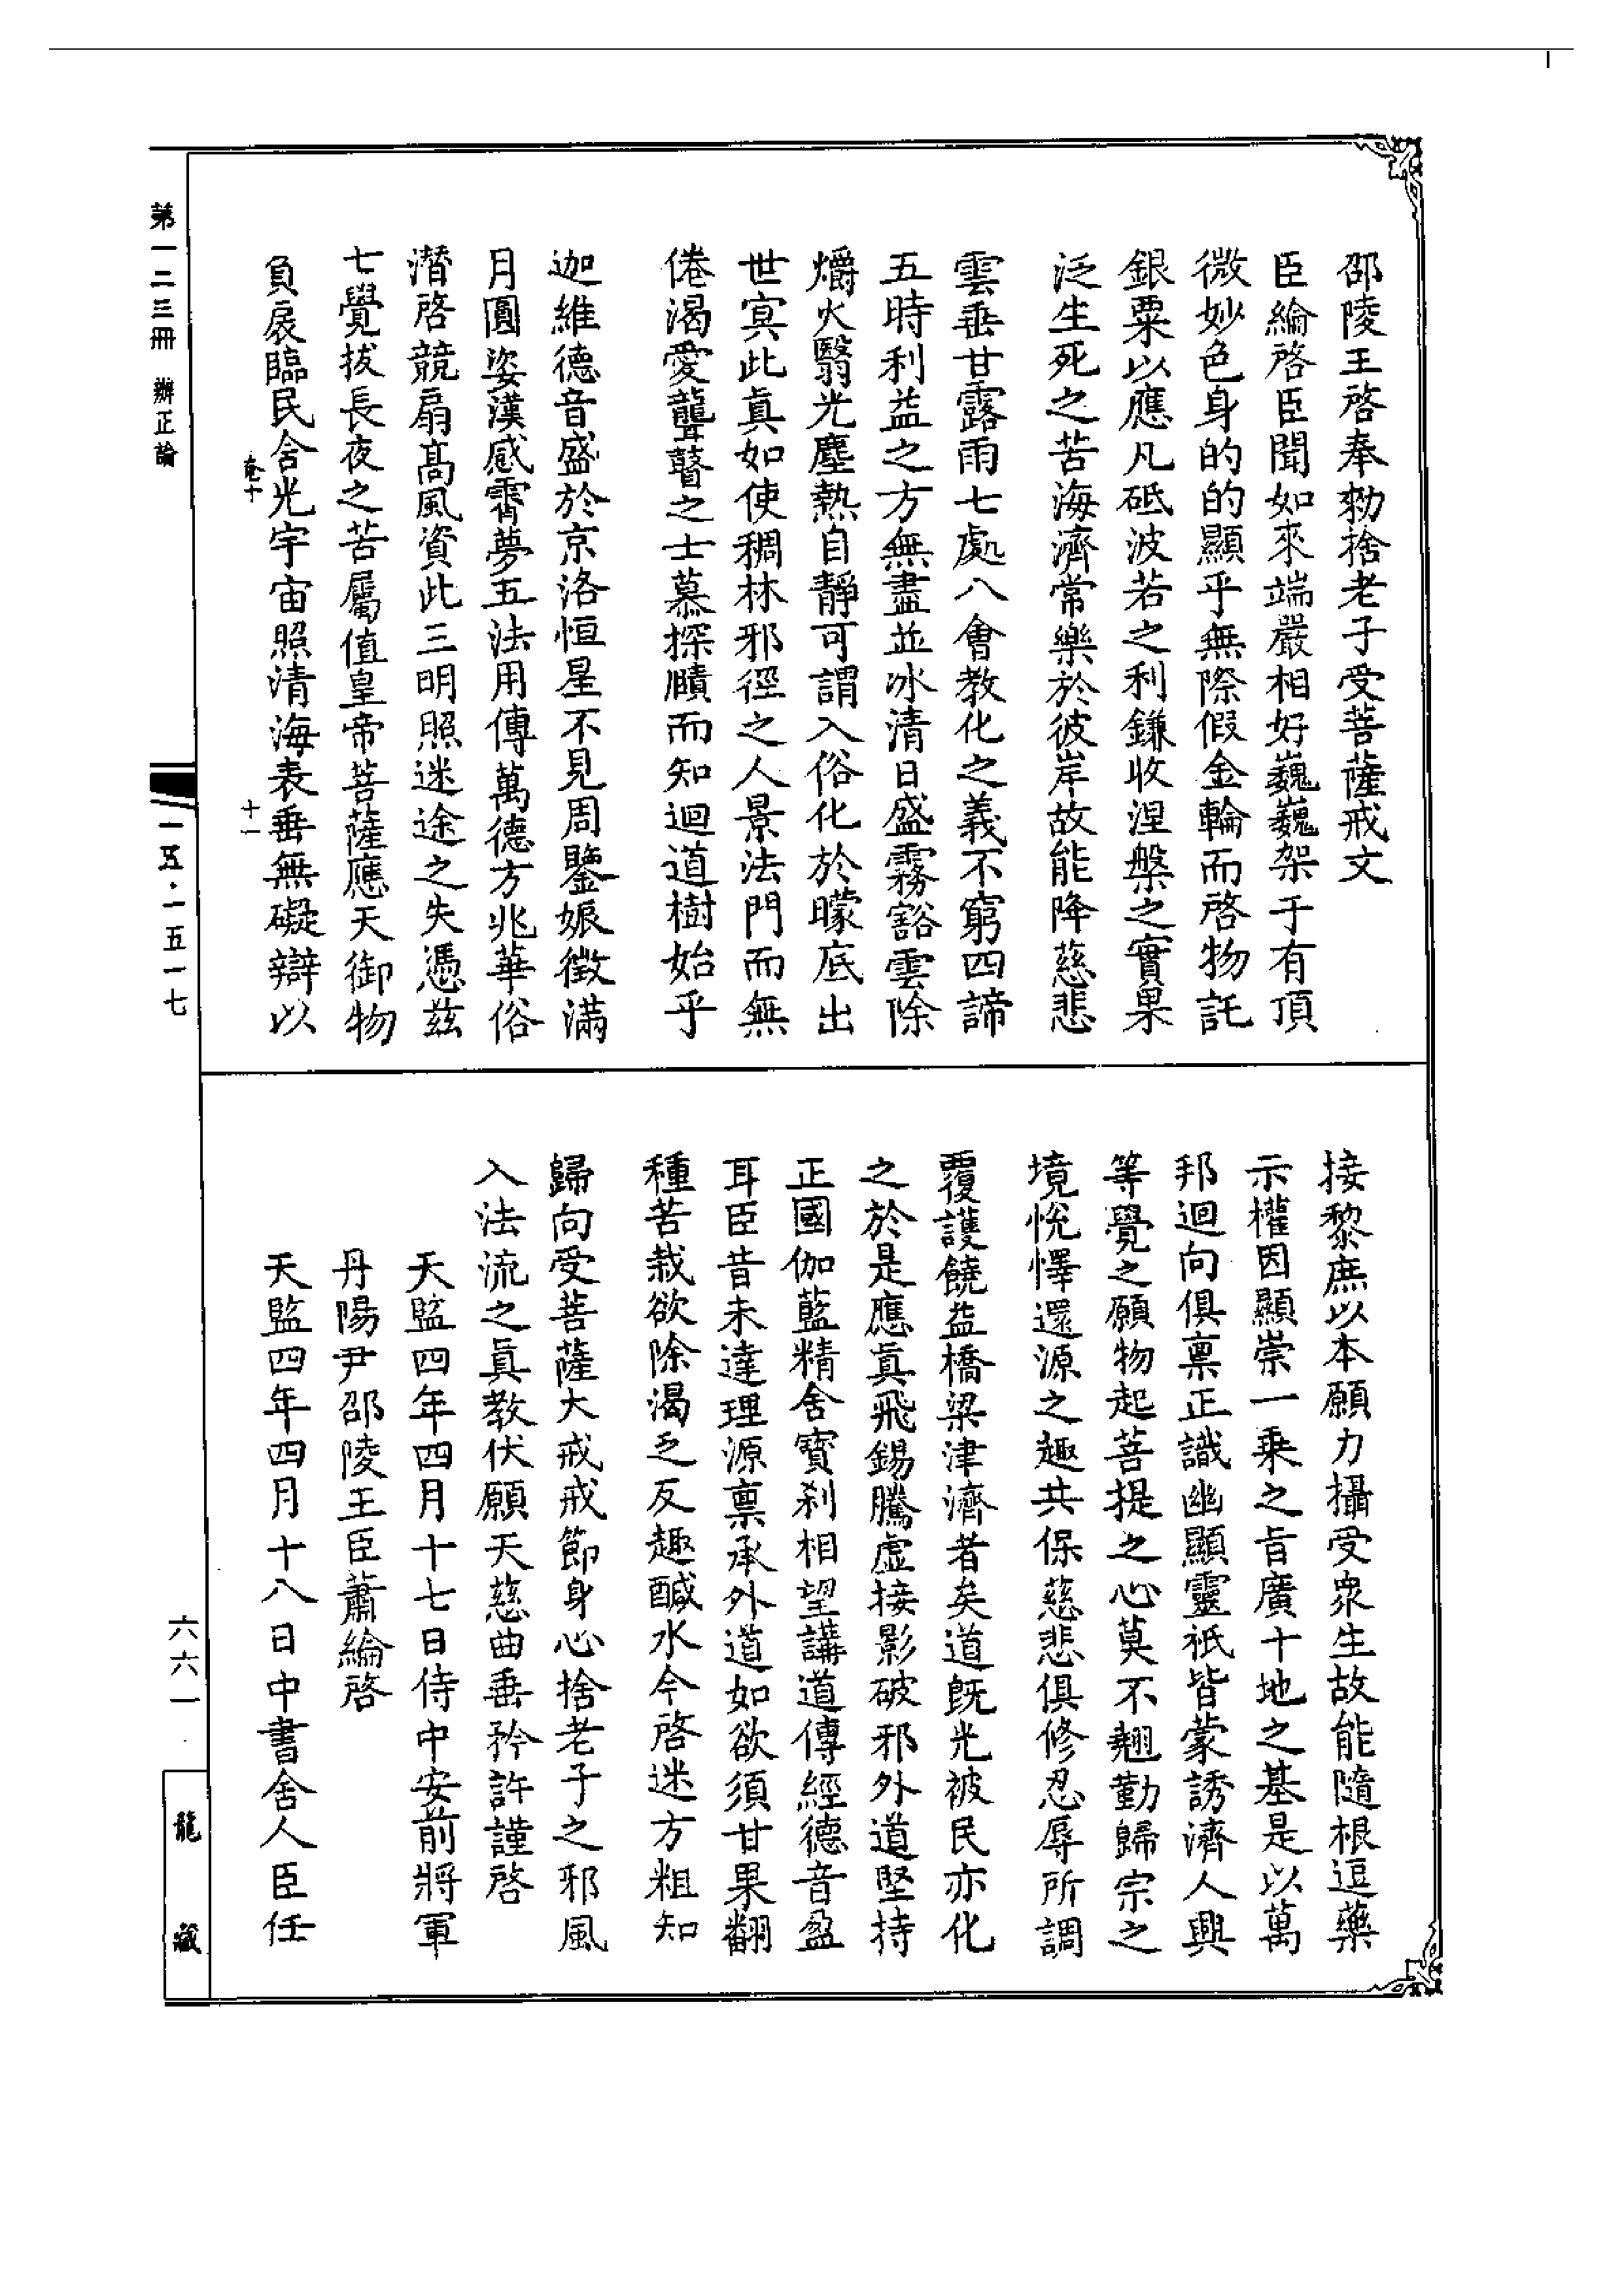 邵陵王啓奉勑捨老子受菩薩戒文
臣綸啓臣聞如來端嚴相好巍巍架于有頂
微妙色身的的顯乎無際假金輪而啓物託
銀粟以應凡砥波若之利鎌收涅槃之實果
泛生死之苦海濟常樂於彼岸故能降慈悲
雲垂甘露雨七處八會教化之義不窮四諦
五時利益之方無盡並冰清日盛霧豁雲除
爝火翳光塵熱自靜可謂入俗化於矇底出
世冥此真如使稠林邪徑之人景法門而無
倦渴愛聾瞽之士慕探賾而知迴道樹始乎
迦維德音盛於京洛恒星不見周鑒娠徵滿
月圓姿漢感霄夢五法用傳萬德方兆華俗
潛啓競扇高風資此三明照迷途之失憑茲
七覺拔長夜之苦屬值皇帝菩薩應天御物
負扆臨民含光宇宙照清海表垂無礙辯以
卷十
十一
接黎庶以本願力攝受衆生故能隨根逗藥
示權因顯崇一乘之旨廣十地之基是以萬
邦迴向俱稟正識幽顯靈祇皆蒙誘濟人興
等覺之願物起菩提之心莫不翹勤歸宗之
境悅懌還源之趣共保慈悲俱修忍辱所謂
覆護饒益橋梁津濟者矣道既光被民亦化
之於是應真飛錫騰虛接影破邪外道堅持
正國伽藍精舍寶剎相望講道傳經德音盈
耳臣昔未達理源稟承外道如欲須甘果翻
種苦栽欲除渴乏反趣鹹水今啓迷方粗知
歸向受菩薩大戒戒節身心捨老子之邪風
入法流之真教伏願天慈曲垂矜許謹啓
天監四年四月十七日侍中安前將軍
丹陽尹邵陵王臣蕭綸啓
天監四年四月十八日中書舍人臣任
第一二三冊 辯正論
一五·一五一七
六六一
龍藏